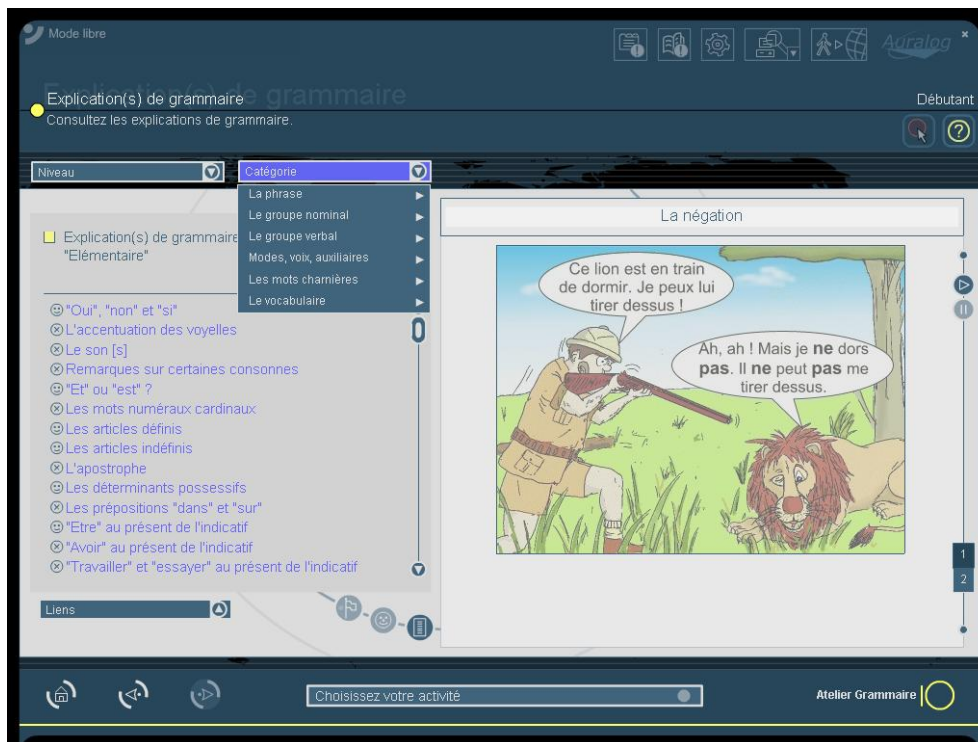 Mode libre
Auralog
Explication(s) de grammaire
Consultez les explications de grammaire.
Débutant
Niveau
Catégorie
La phrase
Le groupe nominal
Le groupe verbal
Modes, voix, auxiliaires
Les mots charnières
Le vocabulaire
Explication(s) de grammaire
"Elémentaire"
"Oui", "non" et "si"
L'accentuation des voyelles
Le son [s]
Remarques sur certaines consonnes
"Et" ou "est" ?
Les mots numéraux cardinaux
Les articles définis
Les articles indéfinis
L'apostrophe
Les déterminants possessifs
Les prépositions "dans" et "sur"
"Etre" au présent de l'indicatif
"Avoir" au présent de l'indicatif
"Travailler" et "essayer" au présent de l'indicatif
Liens
La négation
Ce lion est en train
de dormir. Je peux lui
tirer dessus !
Ah, ah ! Mais je ne dors
pas. Il ne peut pas me
tirer dessus.
1
2
Choisissez votre activité
Atelier Grammaire